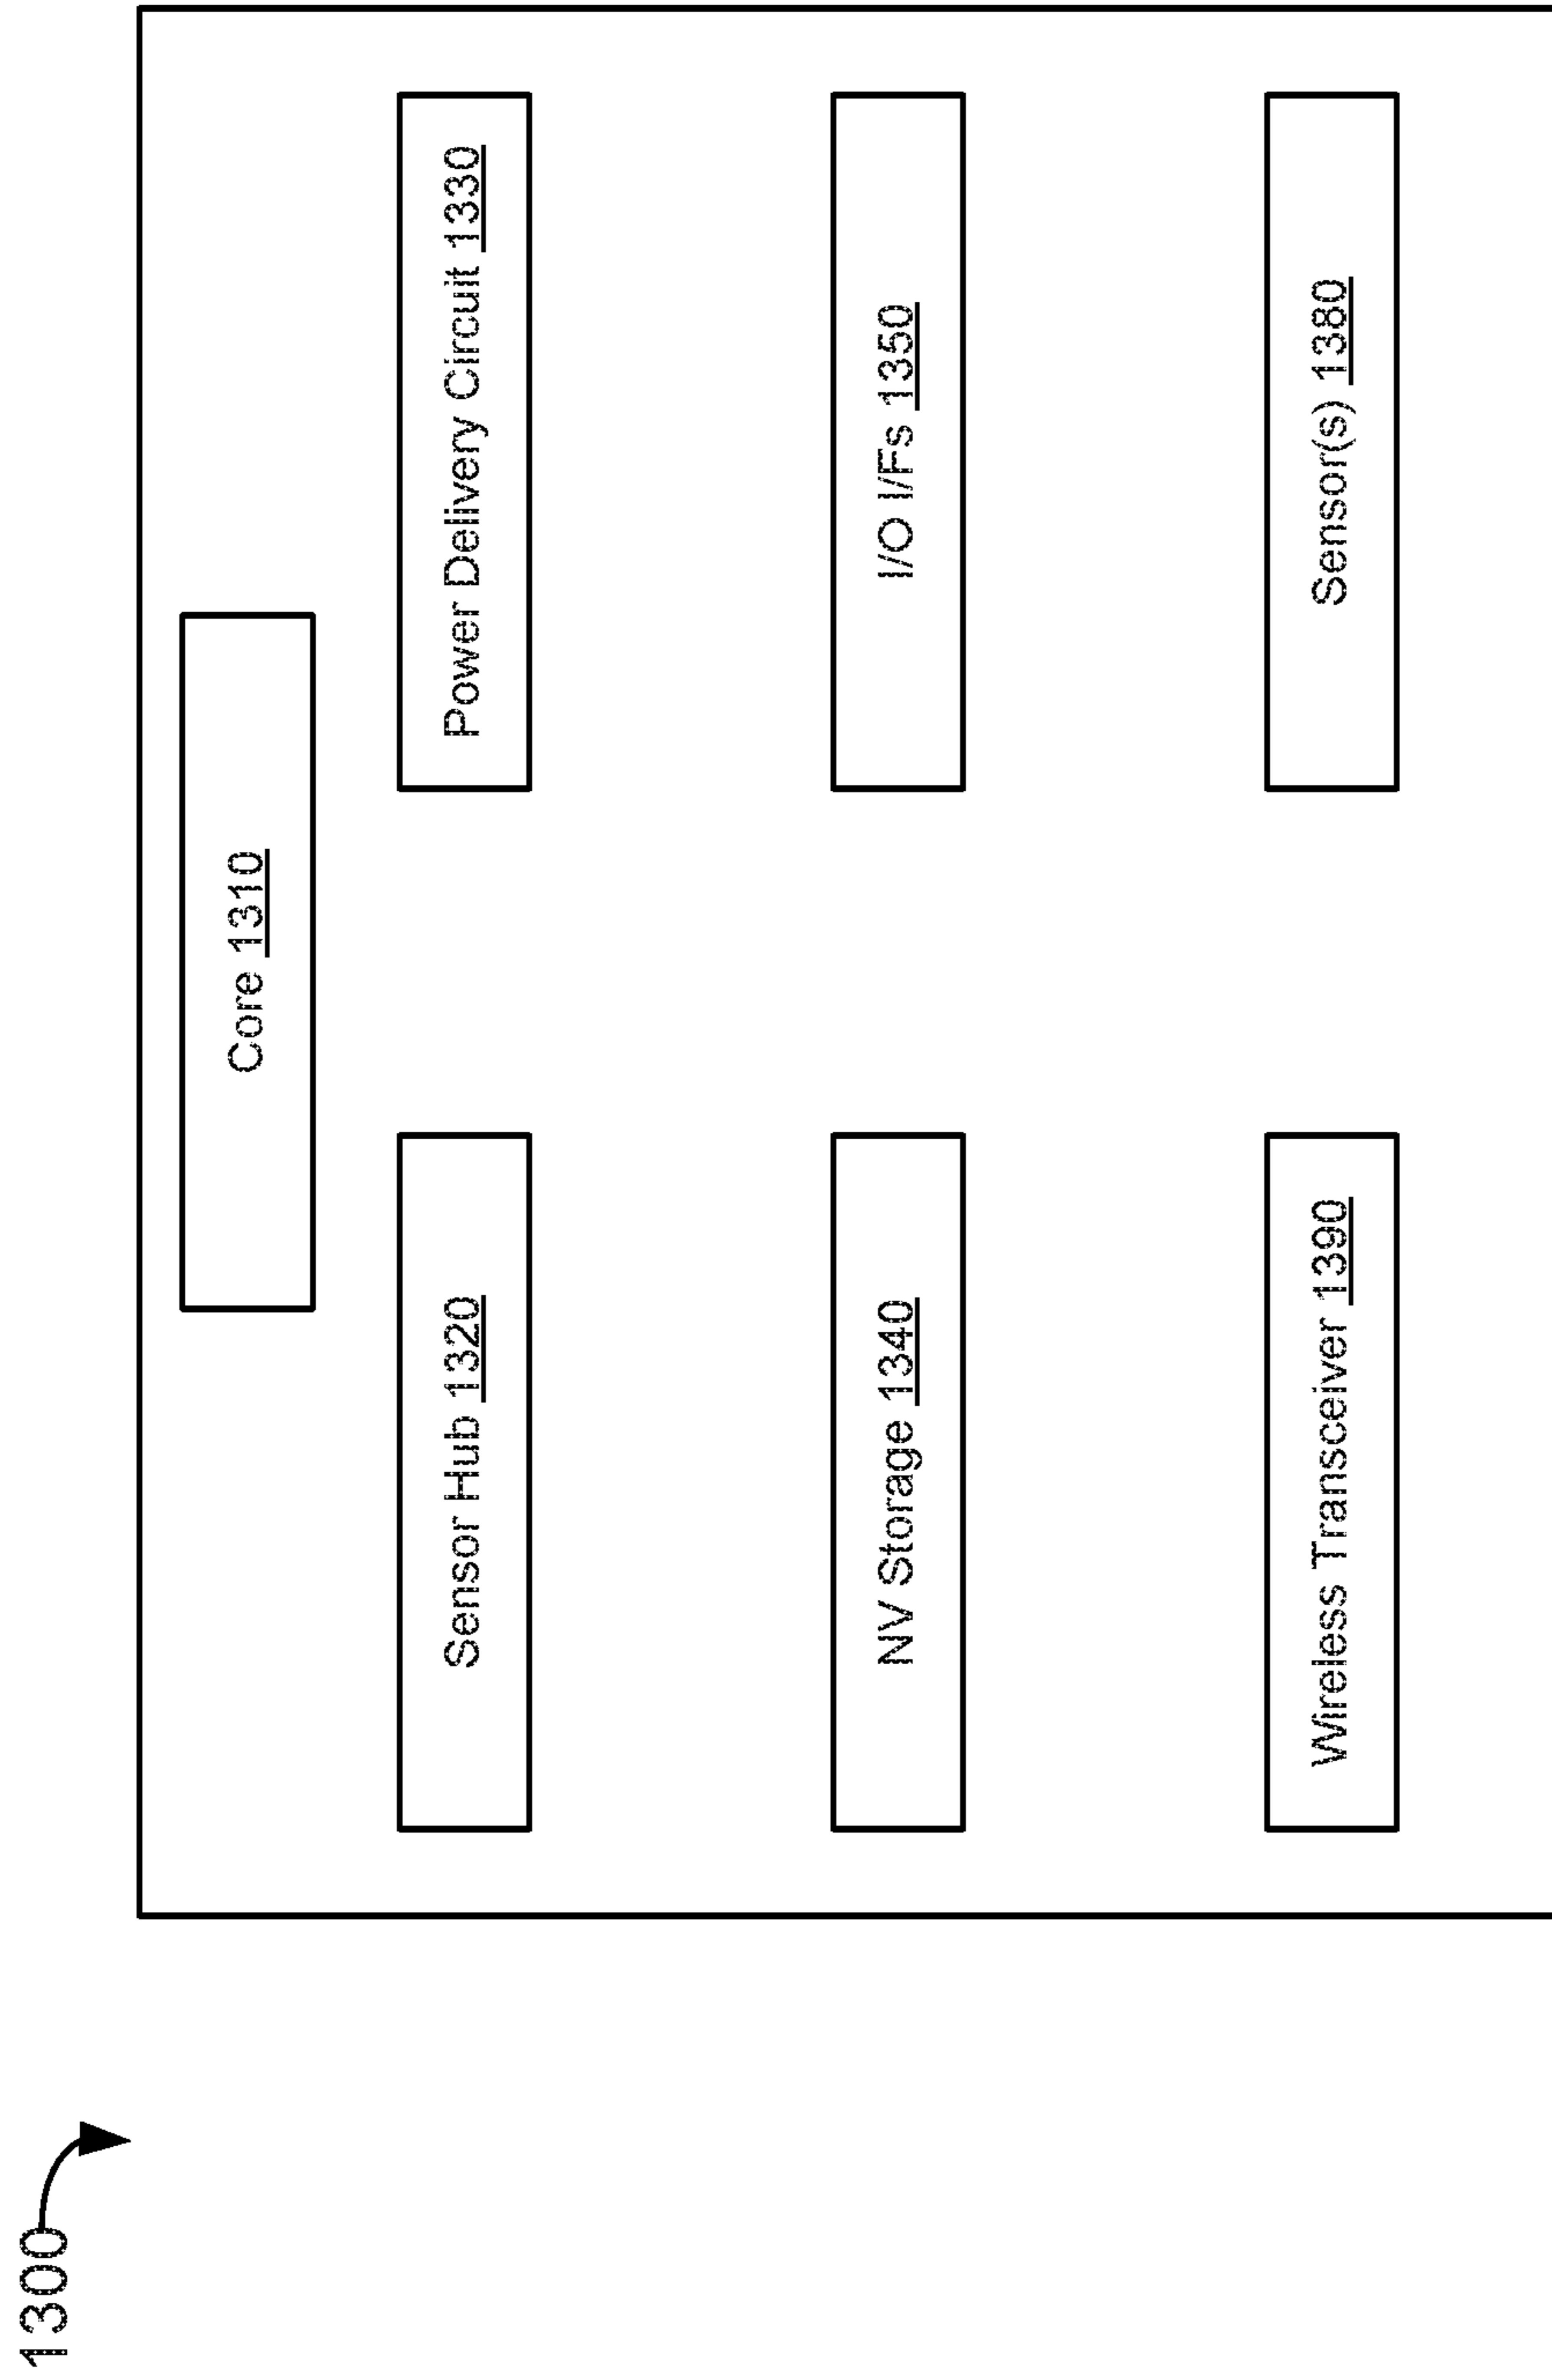 1300
Core 1310
Sensor Hub 1320
Power Delivery Circuit 1330
NV Storage 1340
I/O I/Fs 1350
Wireless Transceiver 1390
Sensor(s) 1380